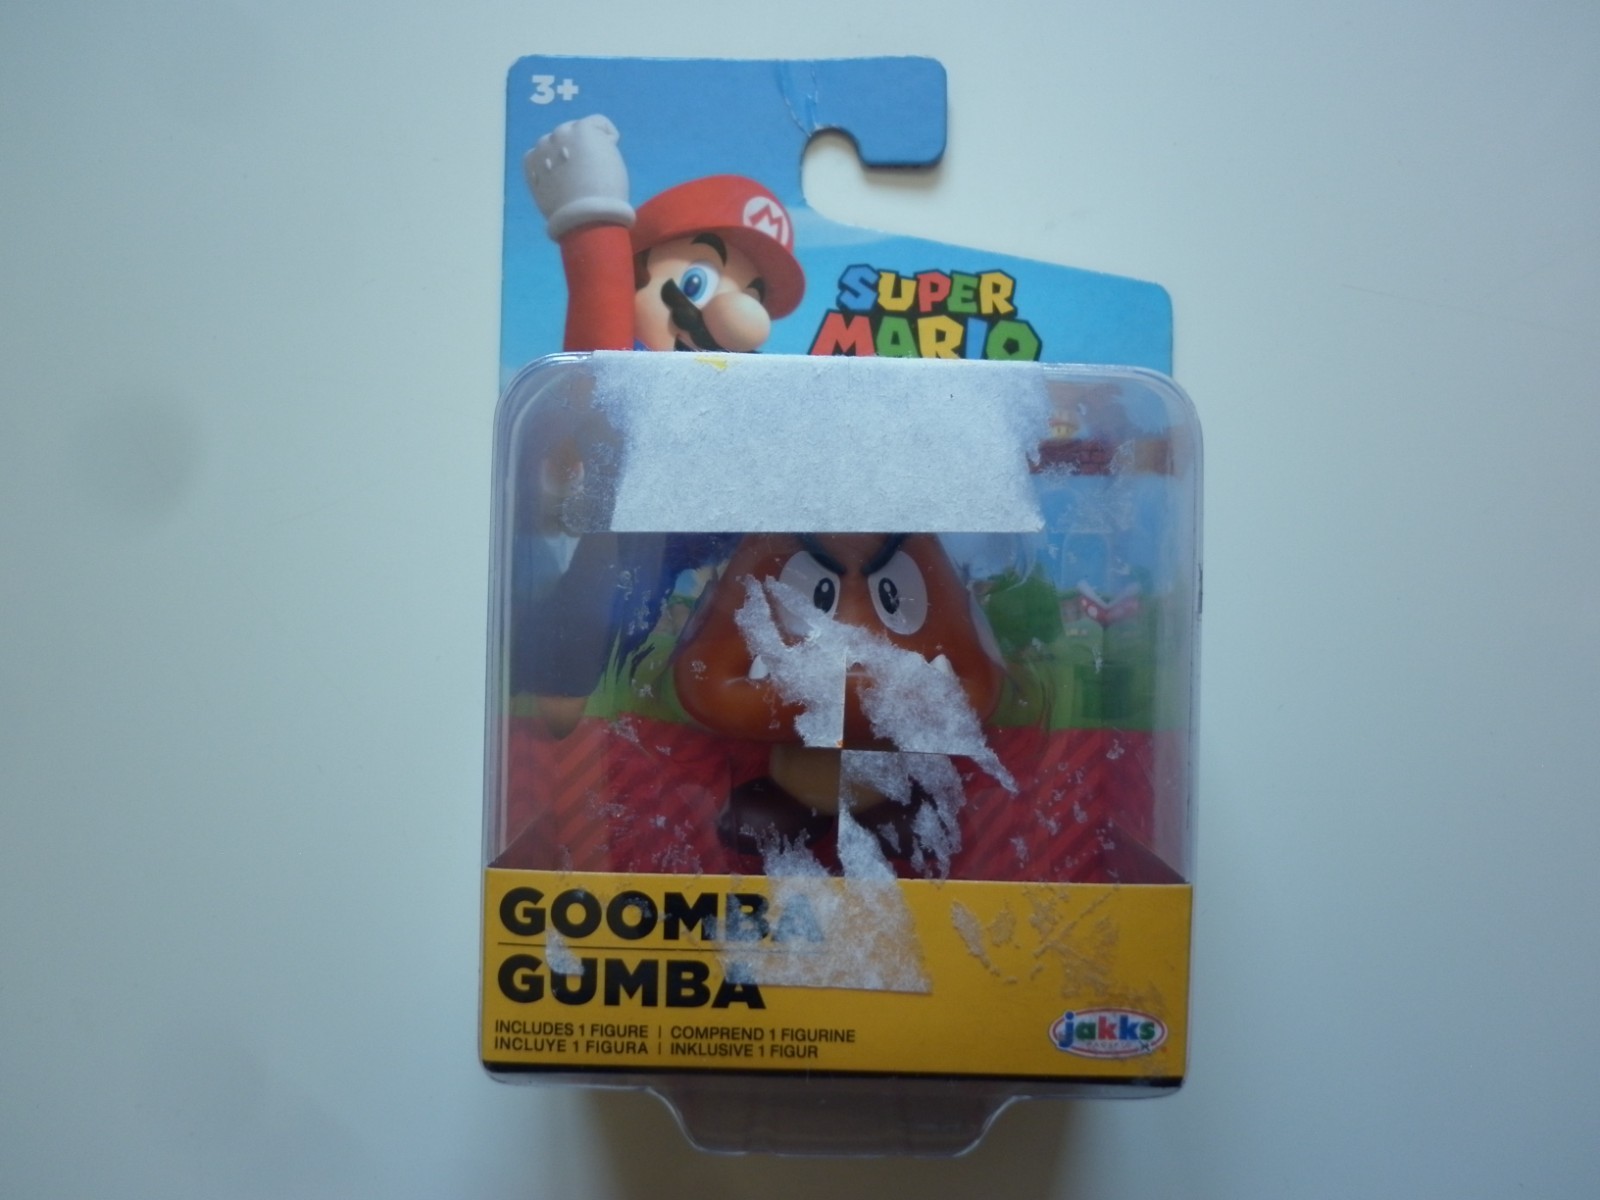 3+
M
SUPER
MARIO
GOOMBA
GUMBA
INCLUDES 1 FIGURE | COMPREND 1 FIGURINE
INCLUYE 1 FIGURA | INKLUSIVE 1 FIGUR
jakks